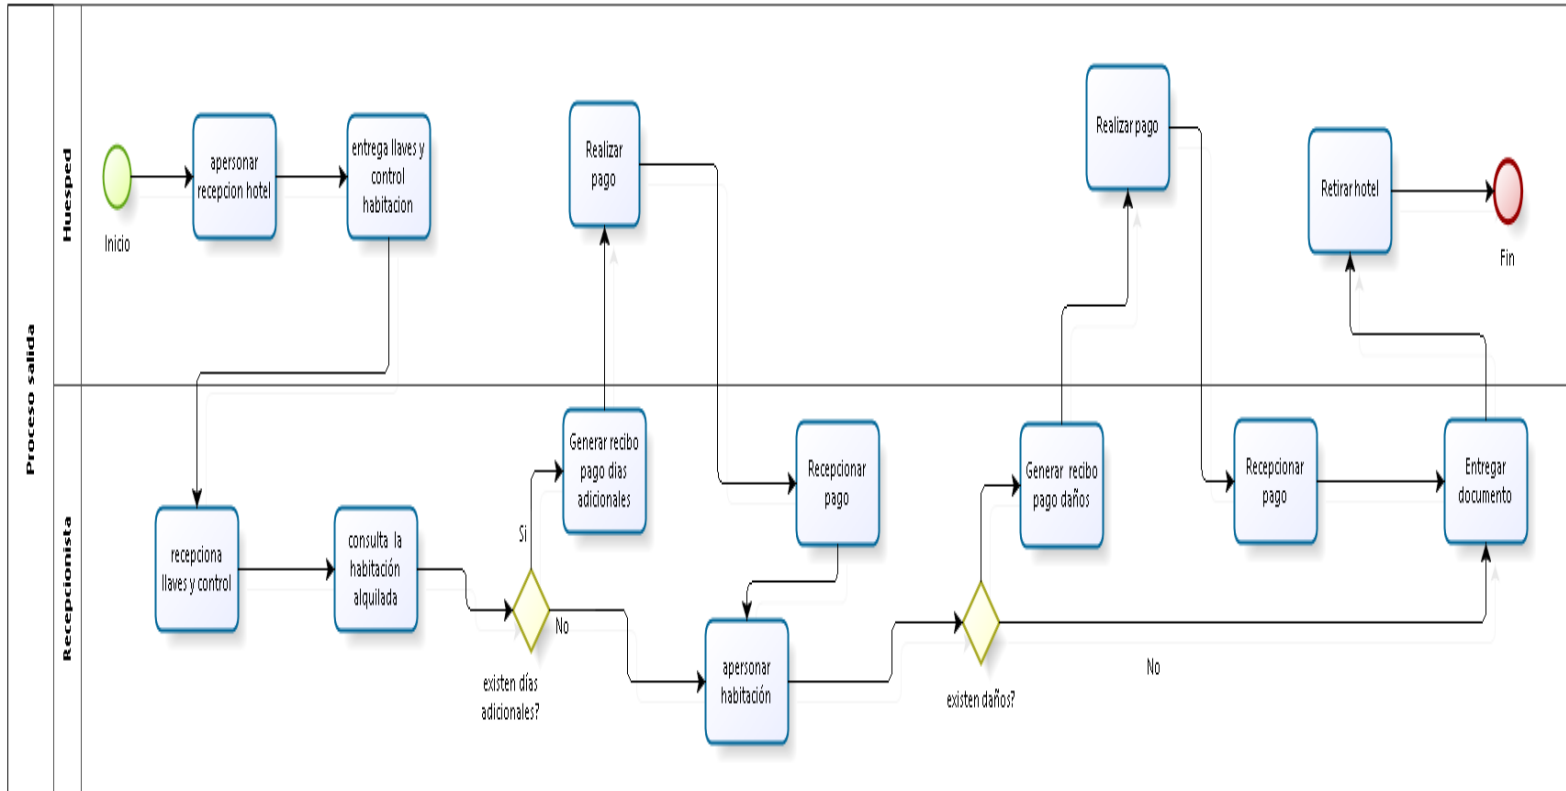 Proceso salida
Huesped
Inicio
apersonar
recepcion hotel
entrega llaves y
control
habitacion
Realizar
pago
Realizar pago
Retirar hotel
Fin
Recepcionista
recepciona
llaves y control
consulta la
habitación
alquilada
existen días
adicionales?
Si
No
Generar recibo
pago dias
adicionales
Recepcionar
pago
apersonar
habitación
existen daños?
No
Generar recibo
pago daños
Recepcionar
pago
Entregar
documento